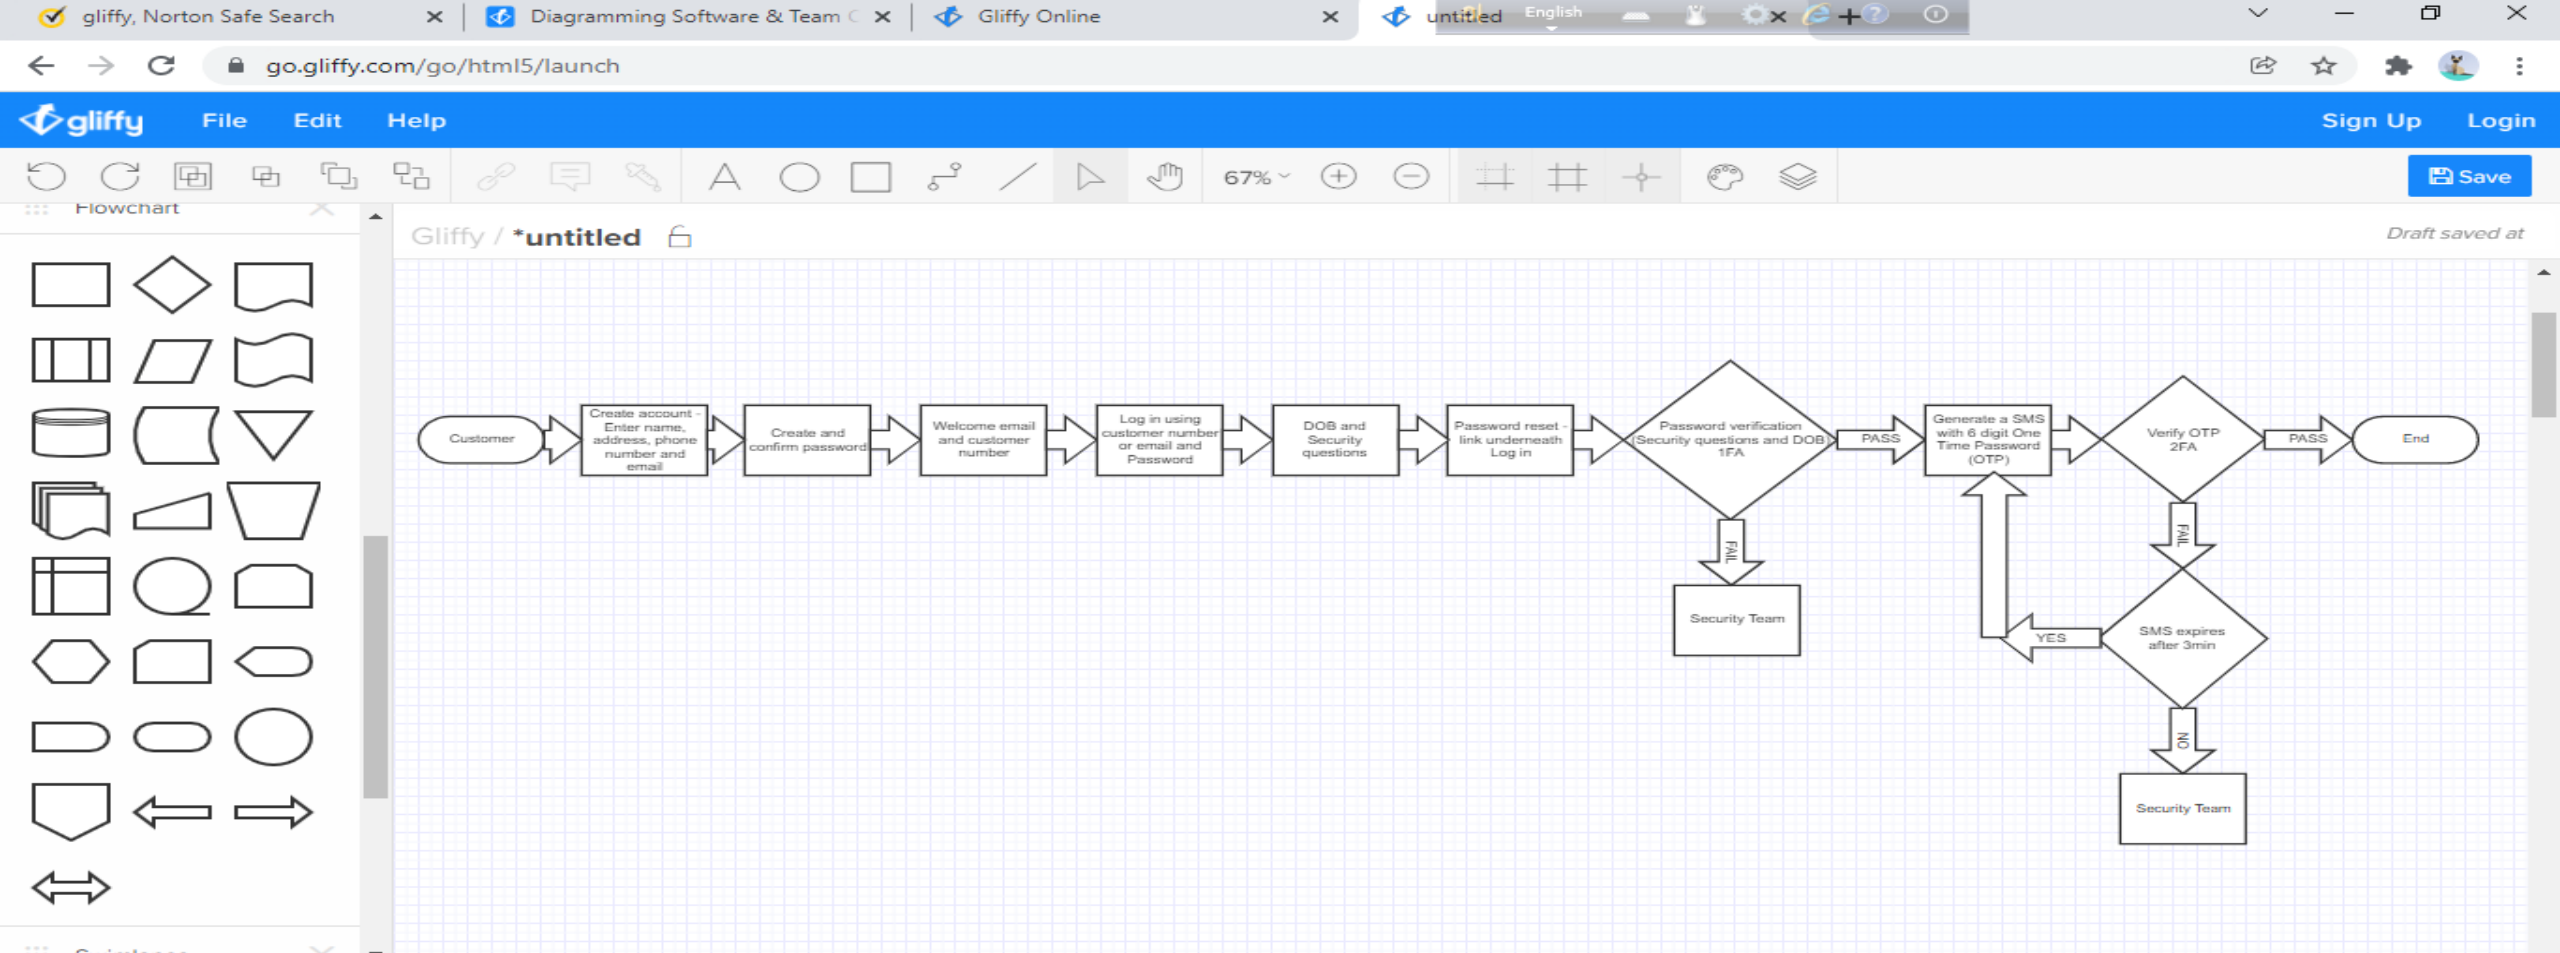 gliffy, Norton Safe Search
Diagramming Software & Team
Gliffy Online
untitled
English
go.gliffy.com/go/html5/launch
gliffy File Edit Help Sign Up Login
67%
Save
Flowchart
Gliffy / *untitled
Draft saved at
Customer
Create account -
Enter name,
address, phone
number and
email
Create and
confirm password
Welcome email
and customer
number
Log in using
customer number
or email and
Password
DOB and
Security
questions
Password reset -
link underneath
Log in
Password verification
(Security questions and DOB)
1FA
PASS
Generate a SMS
with 6 digit One
Time Password
(OTP)
Verify OTP
2FA
PASS
End
FAIL
Security Team
FAIL
SMS expires
after 3min
YES
NO
Security Team